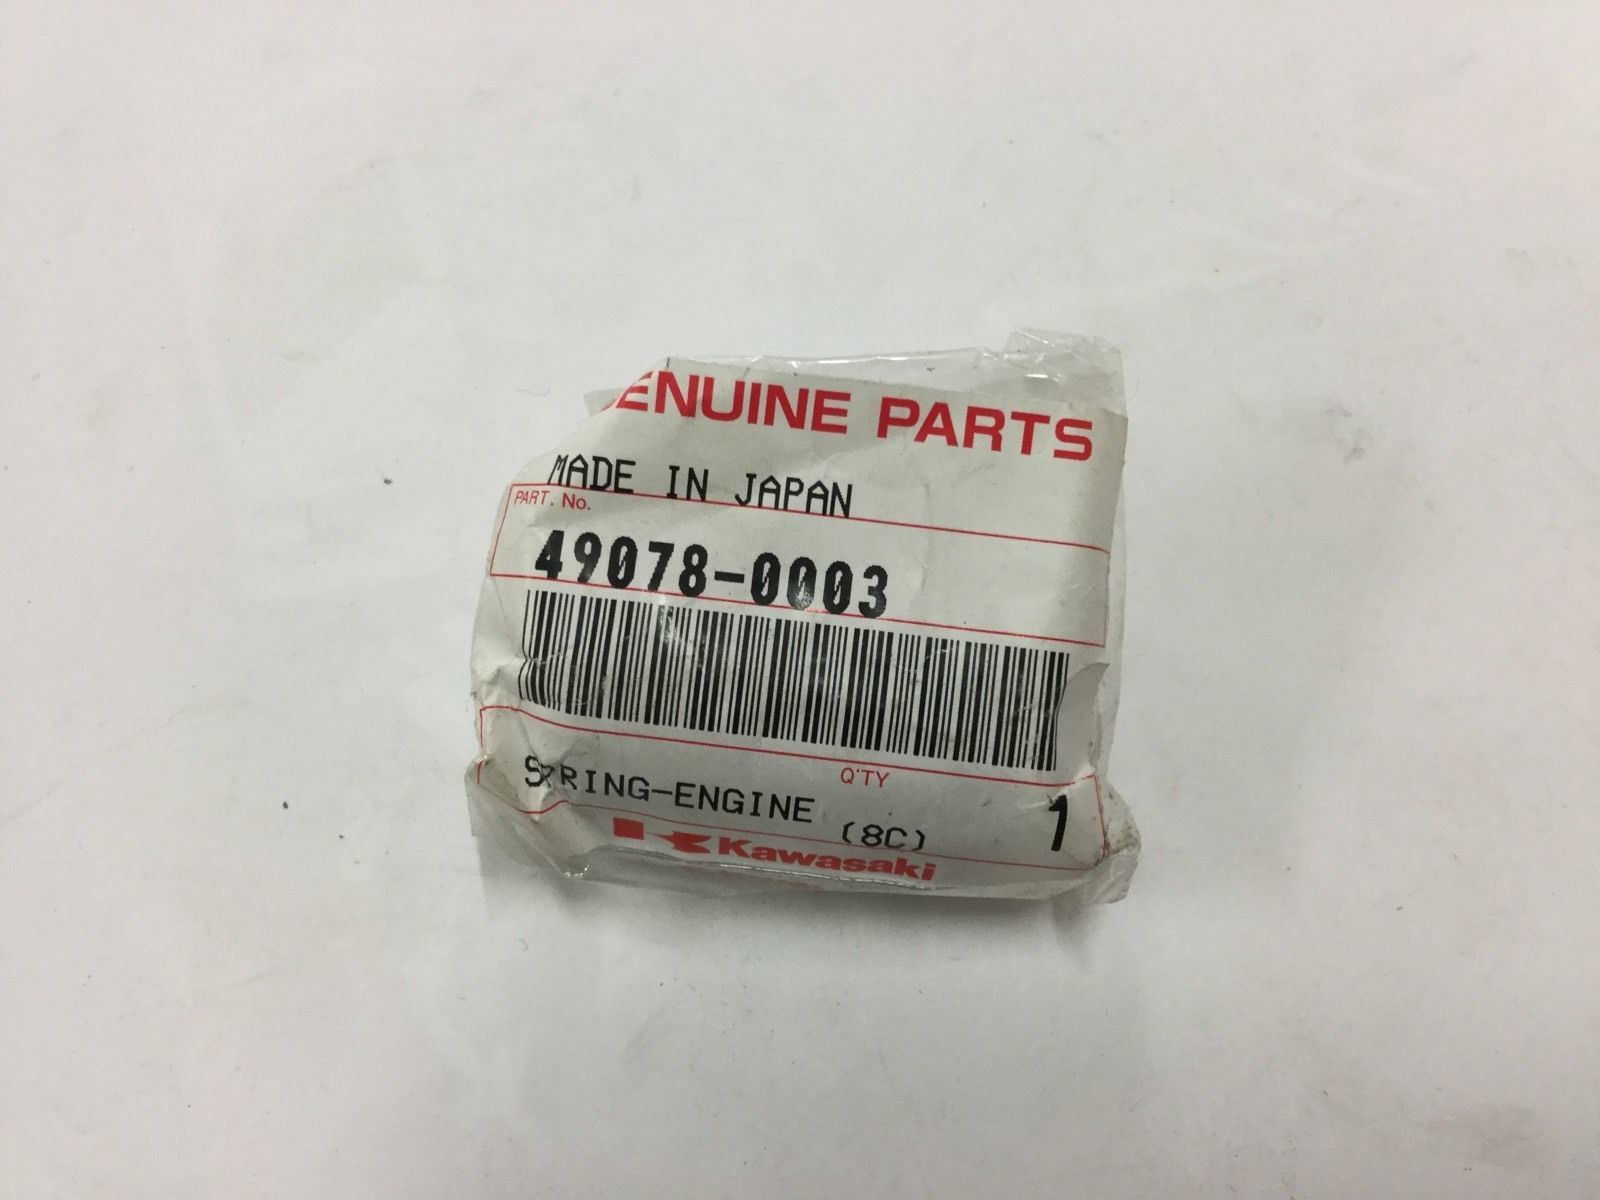 GENUINE PARTS
MADE IN JAPAN
PART. No.
49078-0003
Q'TY
SPRING-ENGINE (8C) 1
Kawasaki